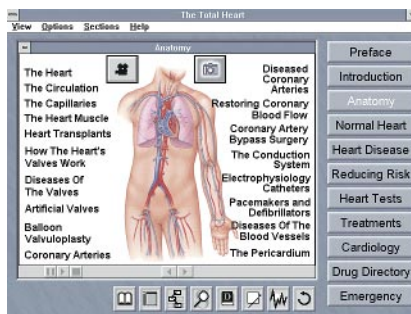 The Total Heart
View Options Sections Help
Anatomy
The Heart
The Circulation
The Capillaries
The Heart Muscle
Heart Transplants
How The Heart's
Valves Work
Diseases Of
The Valves
Artificial Valves
Balloon
Valvuloplasty
Coronary Arteries
Diseased
Coronary
Arteries
Restoring Coronary
Blood Flow
Coronary Artery
Bypass Surgery
The Conduction
System
Electrophysiology
Catheters
Pacemakers and
Defibrillators
Diseases Of The
Blood Vessels
The Pericardium
Preface
Introduction
Anatomy
Normal Heart
Heart Disease
Reducing Risk
Heart Tests
Treatments
Cardiology
Drug Directory
Emergency